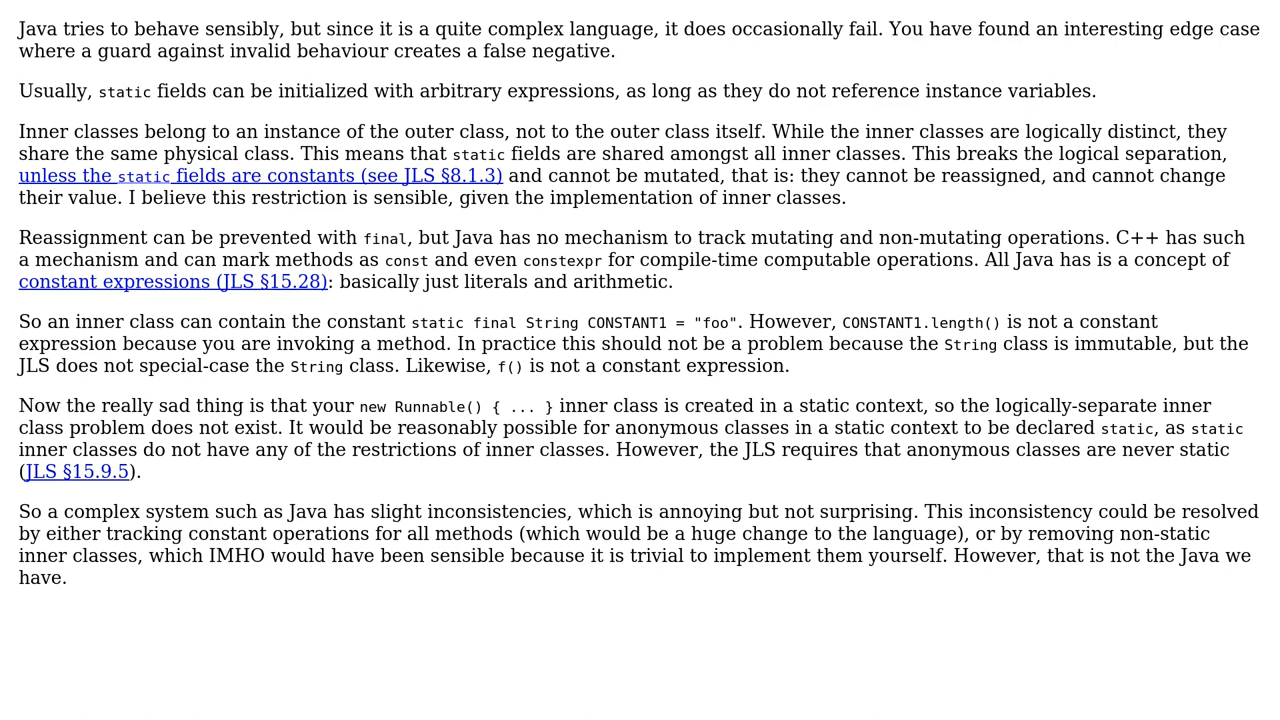 Java tries to behave sensibly, but since it is a quite complex language, it does occasionally fail. You have found an interesting edge case
where a guard against invalid behaviour creates a false negative.
Usually, static fields can be initialized with arbitrary expressions, as long as they do not reference instance variables.
Inner classes belong to an instance of the outer class, not to the outer class itself. While the inner classes are logically distinct, they
share the same physical class. This means that static fields are shared amongst all inner classes. This breaks the logical separation,
unless the static fields are constants (see JLS §8.1.3) and cannot be mutated, that is: they cannot be reassigned, and cannot change
their value. I believe this restriction is sensible, given the implementation of inner classes.
Reassignment can be prevented with final, but Java has no mechanism to track mutating and non-mutating operations. C++ has such
a mechanism and can mark methods as const and even constexpr for compile-time computable operations. All Java has is a concept of
constant expressions (JLS §15.28): basically just literals and arithmetic.
So an inner class can contain the constant static final String CONSTANT1 = "foo". However, CONSTANT1.length() is not a constant
expression because you are invoking a method. In practice this should not be a problem because the String class is immutable, but the
JLS does not special-case the String class. Likewise, f() is not a constant expression.
Now the really sad thing is that your new Runnable() { ... } inner class is created in a static context, so the logically-separate inner
class problem does not exist. It would be reasonably possible for anonymous classes in a static context to be declared static, as static
inner classes do not have any of the restrictions of inner classes. However, the JLS requires that anonymous classes are never static
(JLS §15.9.5).
So a complex system such as Java has slight inconsistencies, which is annoying but not surprising. This inconsistency could be resolved
by either tracking constant operations for all methods (which would be a huge change to the language), or by removing non-static
inner classes, which IMHO would have been sensible because it is trivial to implement them yourself. However, that is not the Java we
have.